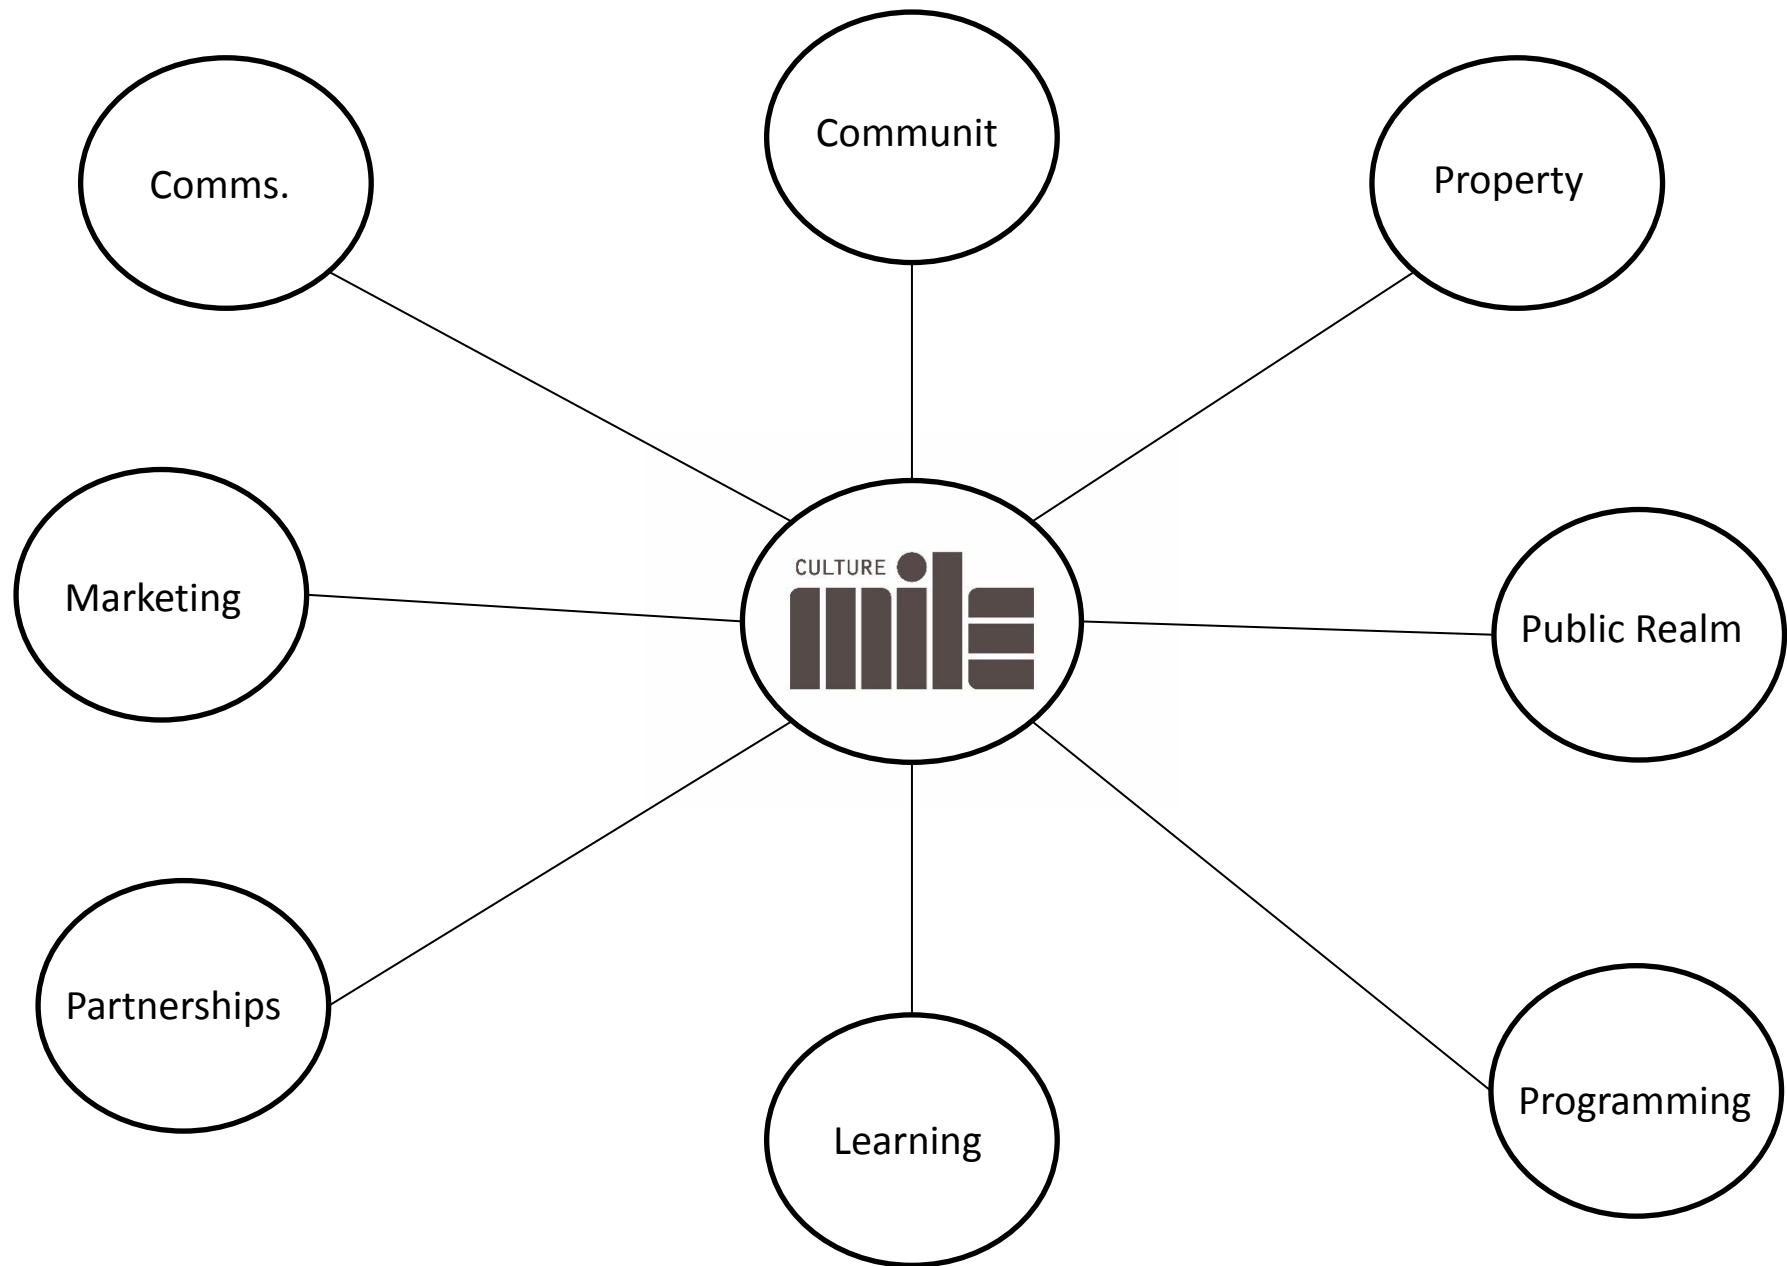 Comms.
Communit
Property
Marketing
CULTURE
mile
Public Realm
Partnerships
Learning
Programming